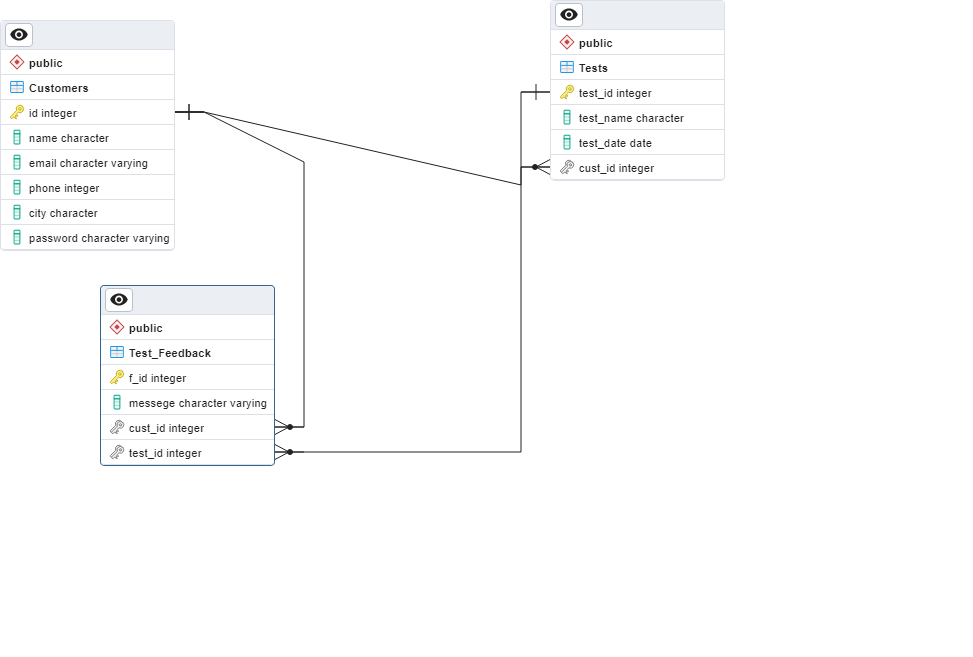 public
Customers
id integer
name character
email character varying
phone integer
city character
password character varying
public
Tests
test_id integer
test_name character
test_date date
cust_id integer
public
Test_Feedback
f_id integer
messege character varying
cust_id integer
test_id integer